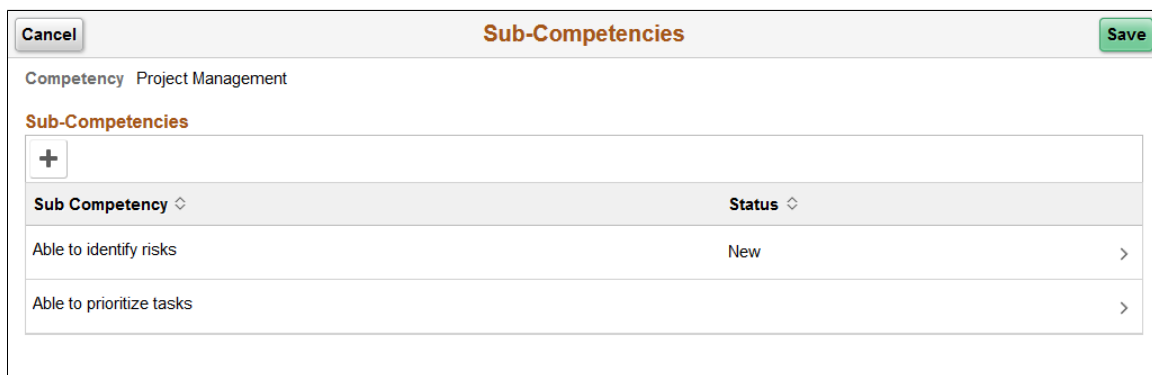 Cancel
Sub-Competencies
Save
Competency Project Management
Sub-Competencies
+
Sub Competency Status
Able to identify risks New
Able to prioritize tasks